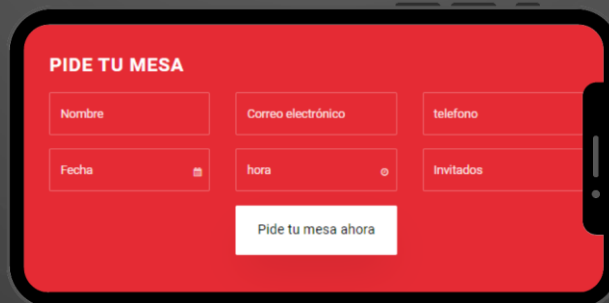 PIDE TU MESA
Nombre
Correo electrónico
telefono
Fecha
hora
Invitados
Pide tu mesa ahora